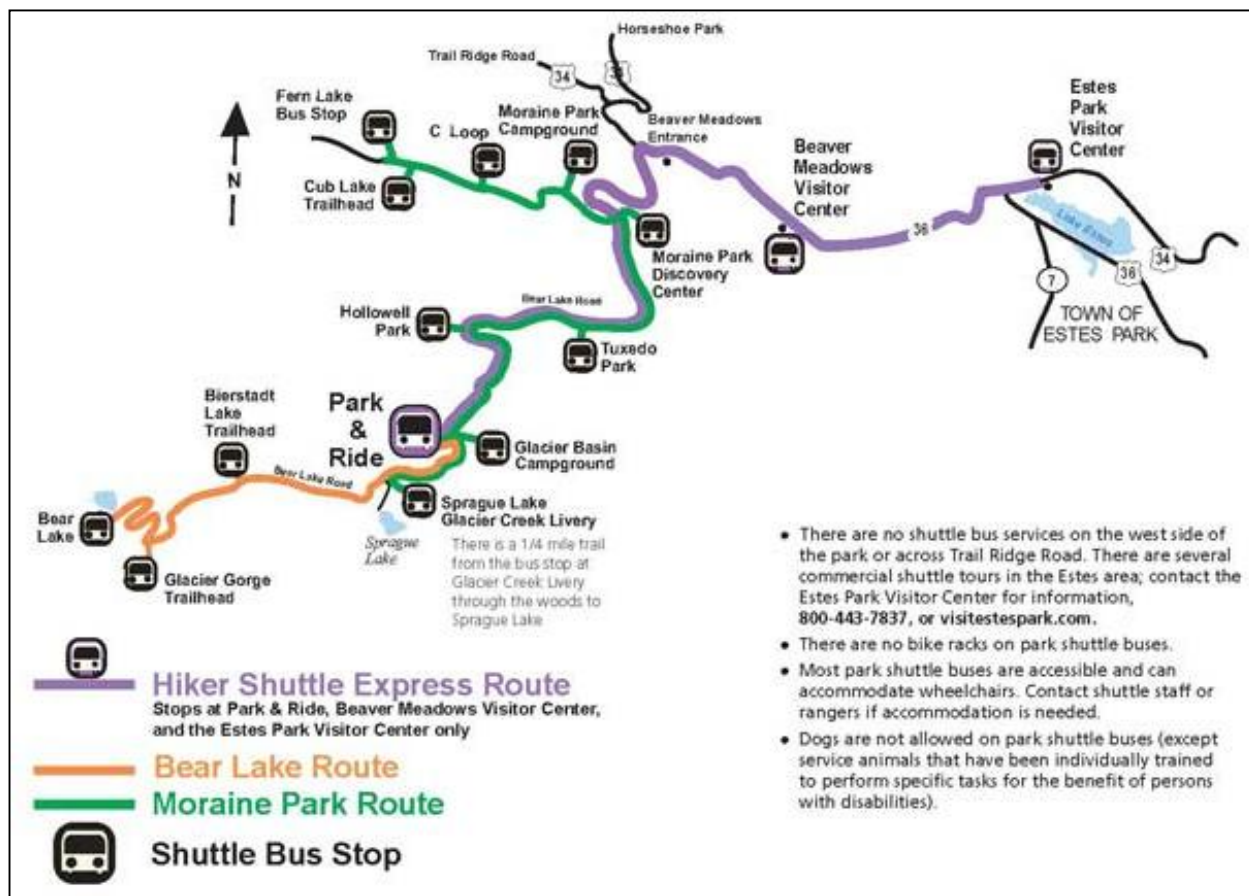 Horseshoe Park
Trail Ridge Road
34
Fern Lake
Bus Stop
C Loop
Moraine Park
Campground
Beaver Meadows
Entrance
Estes
Park
Visitor
Center
Beaver
Meadows
Visitor
Center
N
Cub Lake
Trailhead
36
Lake Estes
34
36
7
TOWN OF
ESTES PARK
Moraine Park
Discovery
Center
Bear Lake Road
Hollowell
Park
Tuxedo
Park
Bierstadt
Lake
Trailhead
Park
&
Ride
Glacier Basin
Campground
Bear Lake Road
Bear
Lake
Glacier Gorge
Trailhead
Sprague
Lake
Sprague Lake
Glacier Creek Livery
There is a 1/4 mile trail
from the bus stop at
Glacier Creek Livery
through the woods to
Sprague Lake
• There are no shuttle bus services on the west side of
the park or across Trail Ridge Road. There are several
commercial shuttle tours in the Estes area; contact the
Estes Park Visitor Center for information,
800-443-7837, or visitestespark.com.
• There are no bike racks on park shuttle buses.
• Most park shuttle buses are accessible and can
accommodate wheelchairs. Contact shuttle staff or
rangers if accommodation is needed.
• Dogs are not allowed on park shuttle buses (except
service animals that have been individually trained
to perform specific tasks for the benefit of persons
with disabilities).
Hiker Shuttle Express Route
Stops at Park & Ride, Beaver Meadows Visitor Center,
and the Estes Park Visitor Center only
Bear Lake Route
Moraine Park Route
Shuttle Bus Stop